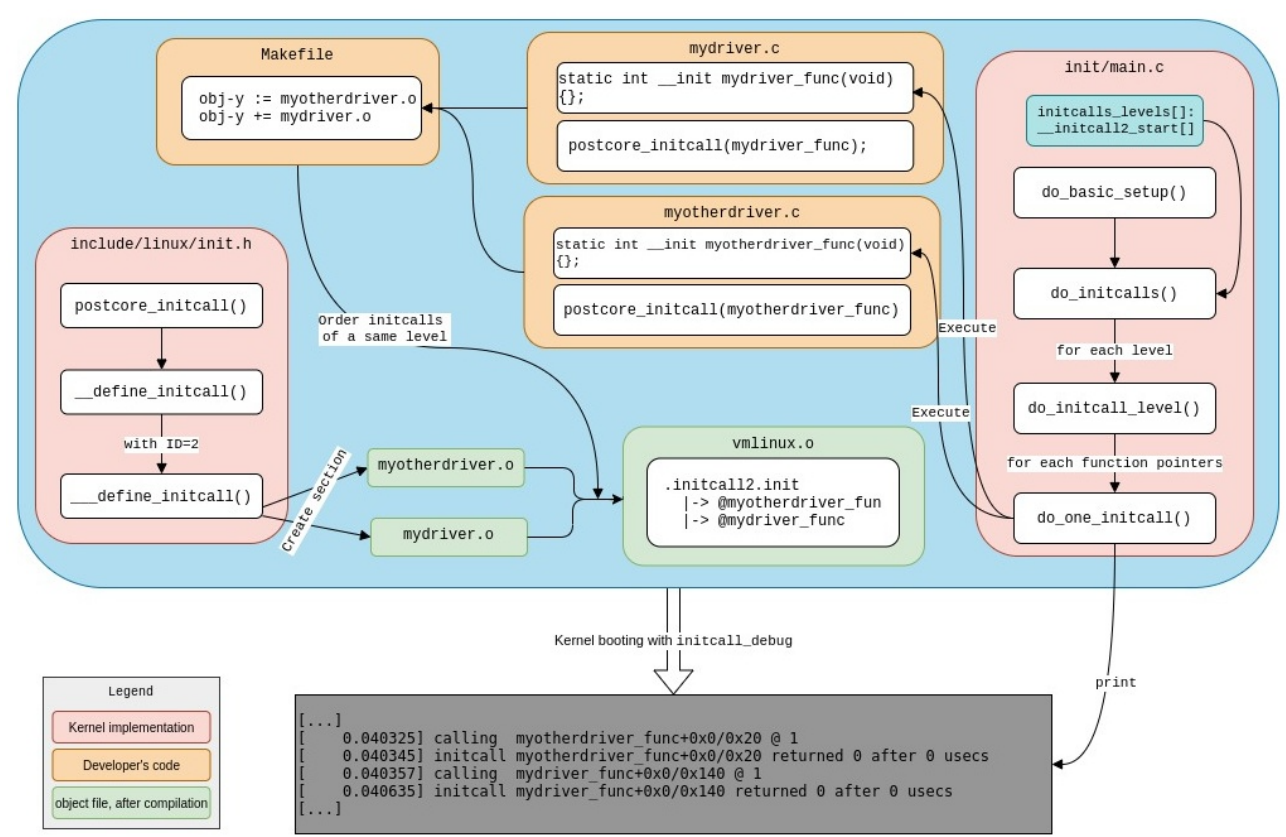 Makefile
obj-y := myotherdriver.o
obj-y += mydriver.o
mydriver.c
static int __init mydriver_func(void)
{};
postcore_initcall(mydriver_func);
init/main.c
initcalls_levels[]:
__initcall2_start[]
do_basic_setup()
do_initcalls()
for each level
do_initcall_level()
for each function pointers
do_one_initcall()
myotherdriver.c
static int __init myotherdriver_func(void)
{};
postcore_initcall(myotherdriver_func)
Execute
Execute
include/linux/init.h
postcore_initcall()
__define_initcall()
with ID=2
___define_initcall()
Order initcalls
of a same level
Create section
myotherdriver.o
mydriver.o
vmlinux.o
.initcall2.init
|-> @myotherdriver_fun
|-> @mydriver_func
Kernel booting with initcall_debug
print
Legend
Kernel implementation
Developer's code
object file, after compilation
[...]
[    0.040325] calling  myotherdriver_func+0x0/0x20 @ 1
[    0.040345] initcall myotherdriver_func+0x0/0x20 returned 0 after 0 usecs
[    0.040357] calling  mydriver_func+0x0/0x140 @ 1
[    0.040635] initcall mydriver_func+0x0/0x140 returned 0 after 0 usecs
[...]